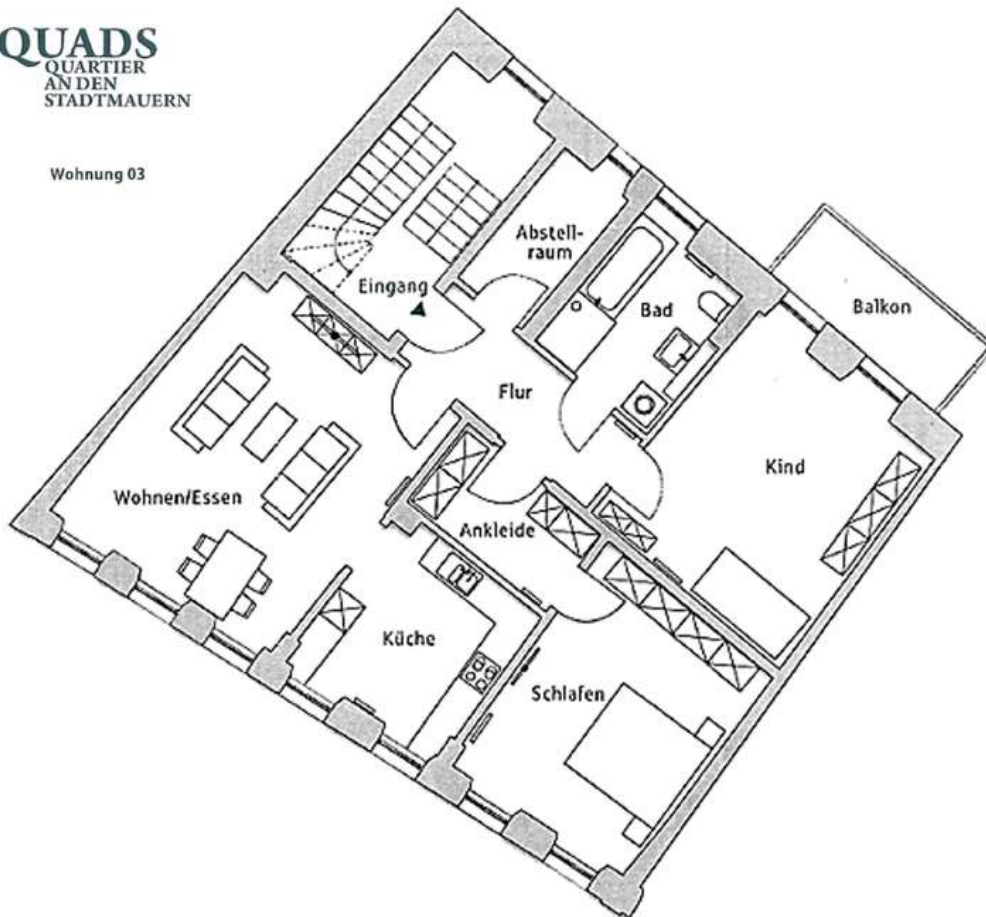 QUADS
QUARTIER
AN DEN
STADTMAUERN
Wohnung 03
Abstell-
raum
Eingang
Bad
Balkon
Flur
Kind
Wohnen/Essen
Ankleide
Küche
Schlafen